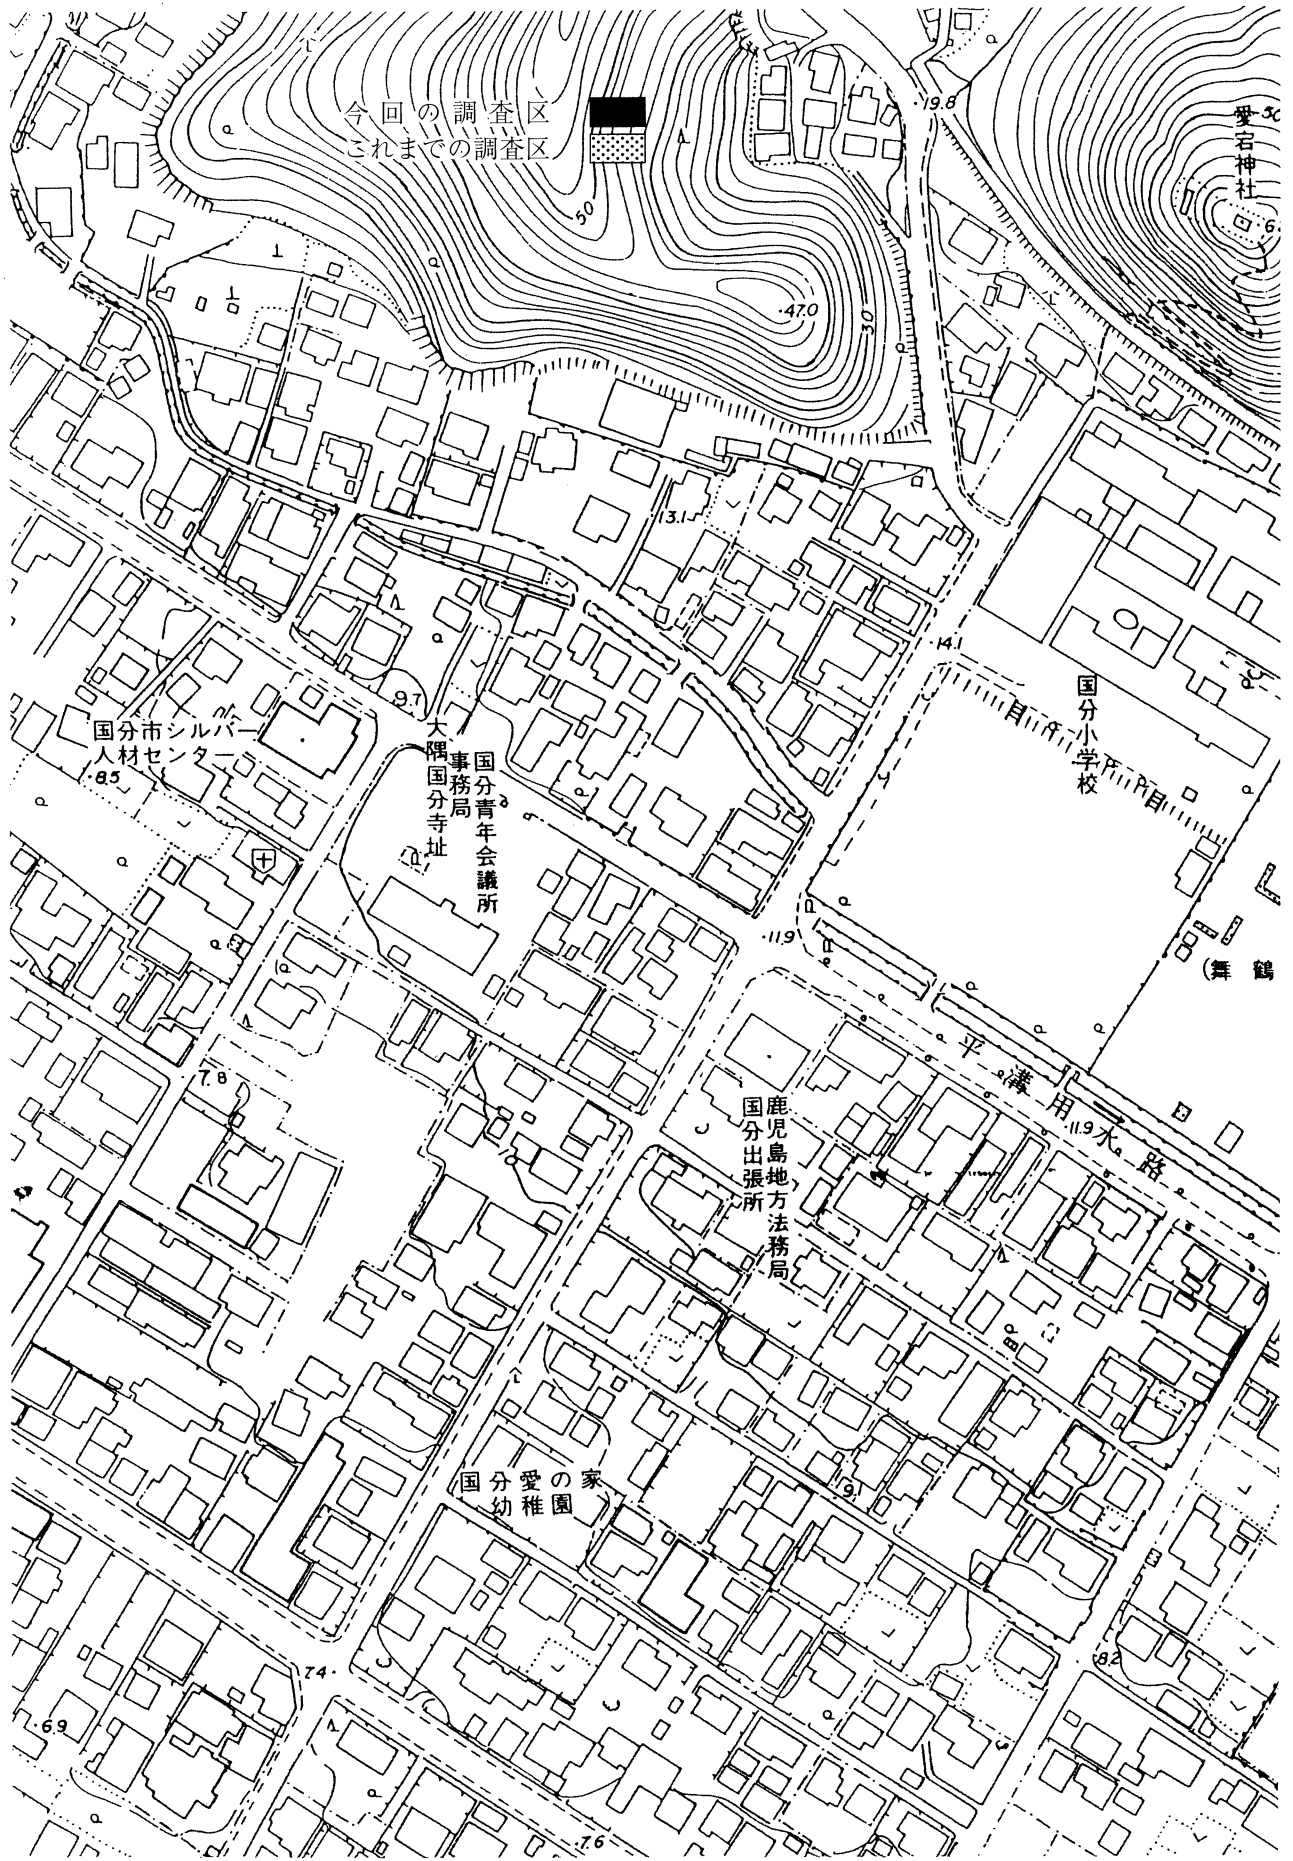 今回の調査区
これまでの調査区
19.8
50
愛宕神社
50
47.0
30
13.1
14.1
国分小学校
9.7
国分市シルバー
人材センター
8.5
大隅国分寺址
国分青年会議所
事務局
11.9
(舞鶴
平溝用水路
11.9
7.8
10
鹿児島地方法務局
国分出張所
9.1
国分愛の家
幼稚園
8.2
7.4
6.9
7.6